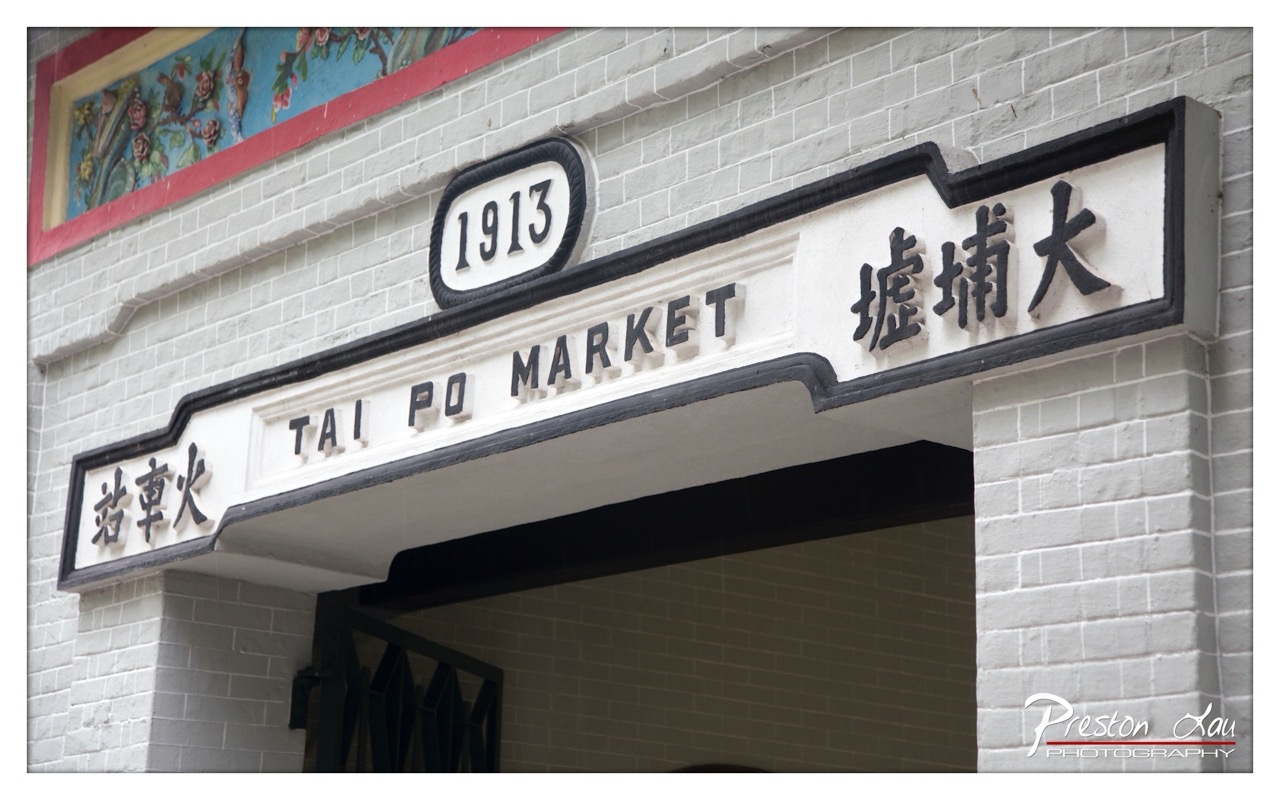 1913
大埔墟
TAI PO MARKET
火車站
Preston Lau
PHOTOGRAPHY